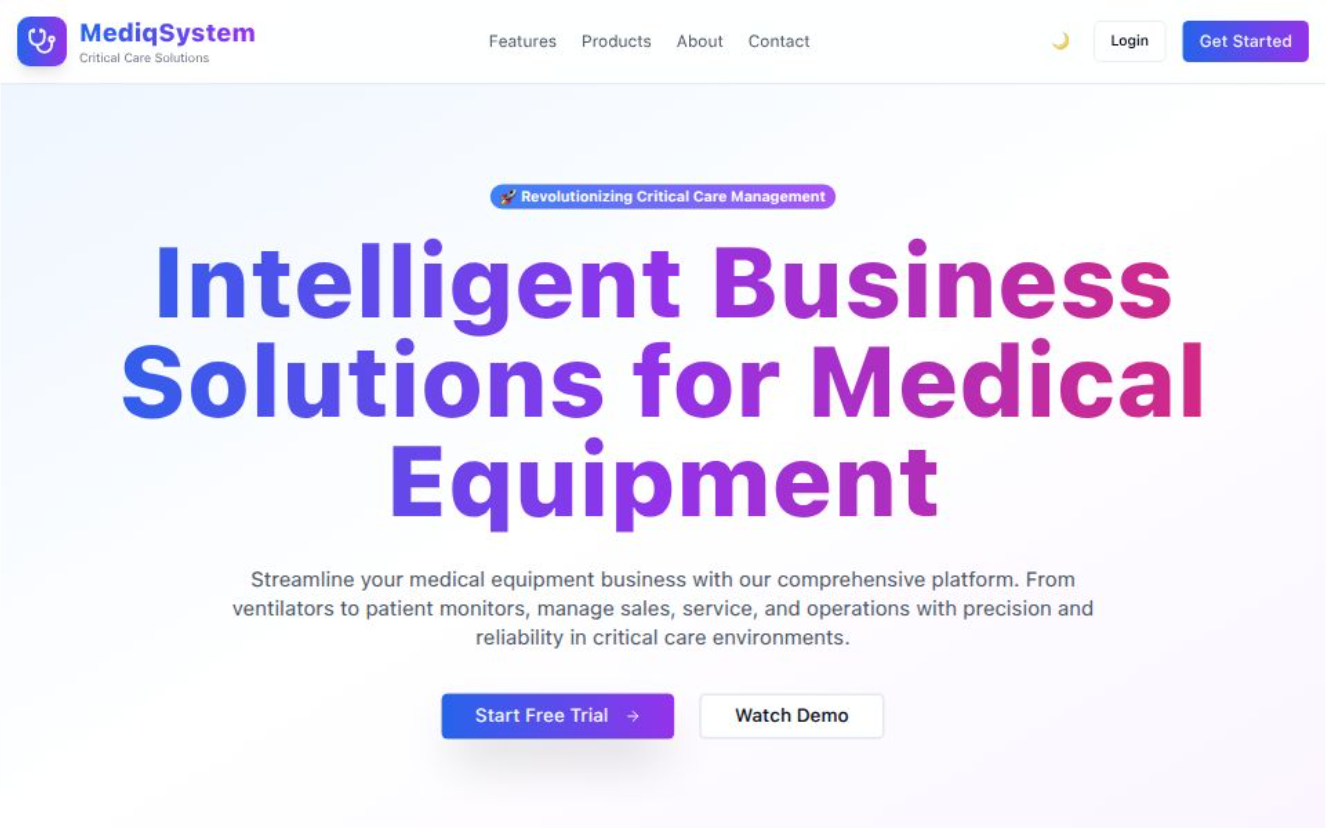 MediqSystem
Critical Care Solutions
Features
Products
About
Contact
Login
Get Started
🚀 Revolutionizing Critical Care Management
Intelligent Business
Solutions for Medical
Equipment
Streamline your medical equipment business with our comprehensive platform. From
ventilators to patient monitors, manage sales, service, and operations with precision and
reliability in critical care environments.
Start Free Trial →
Watch Demo